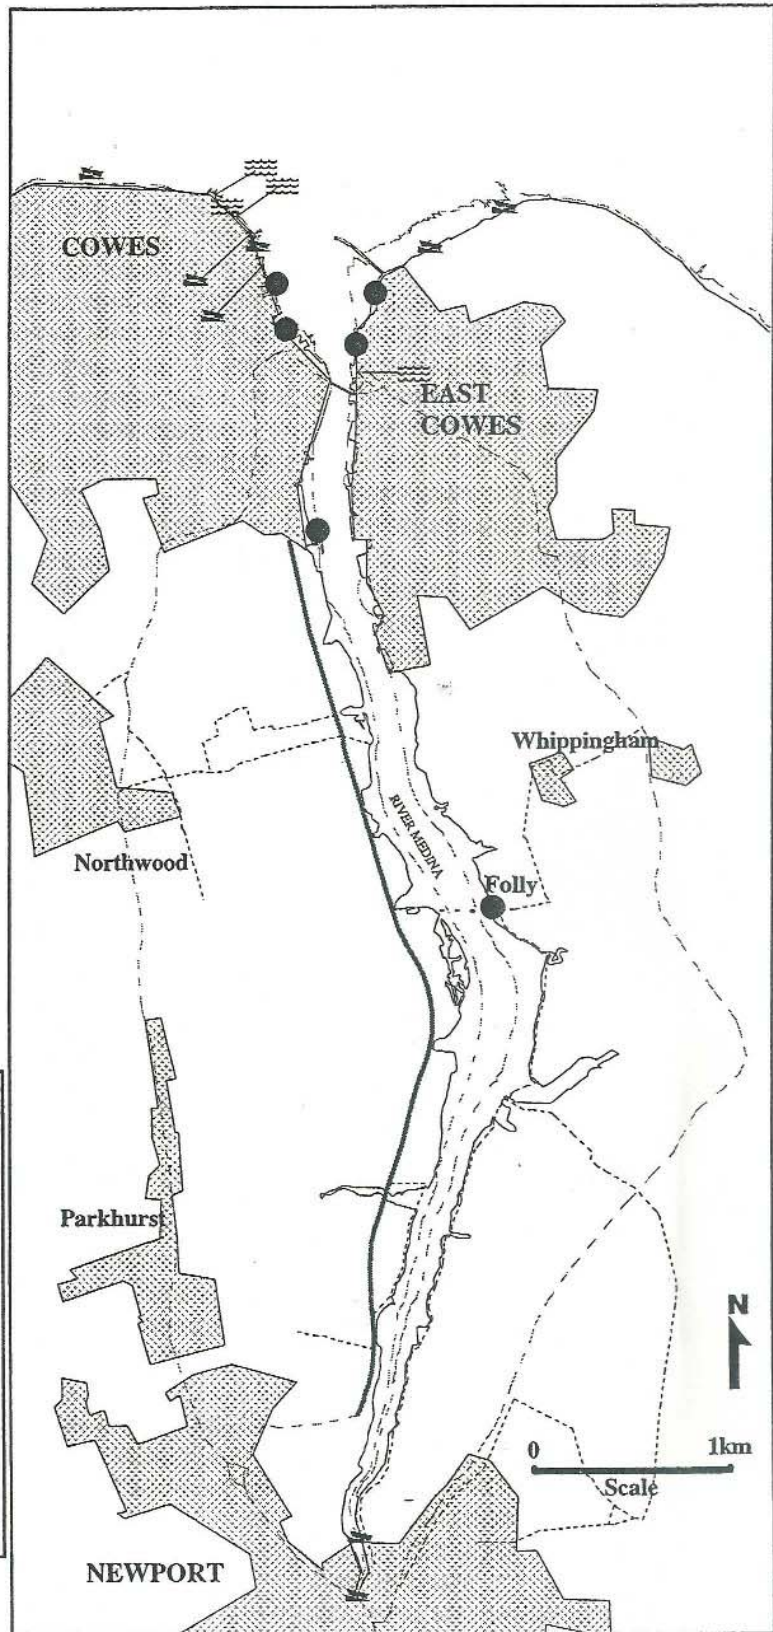 COWES
EAST
COWES
Whippingham
RIVER MEDINA
Northwood
Folly
Parkhurst
N
0 1km
Scale
NEWPORT